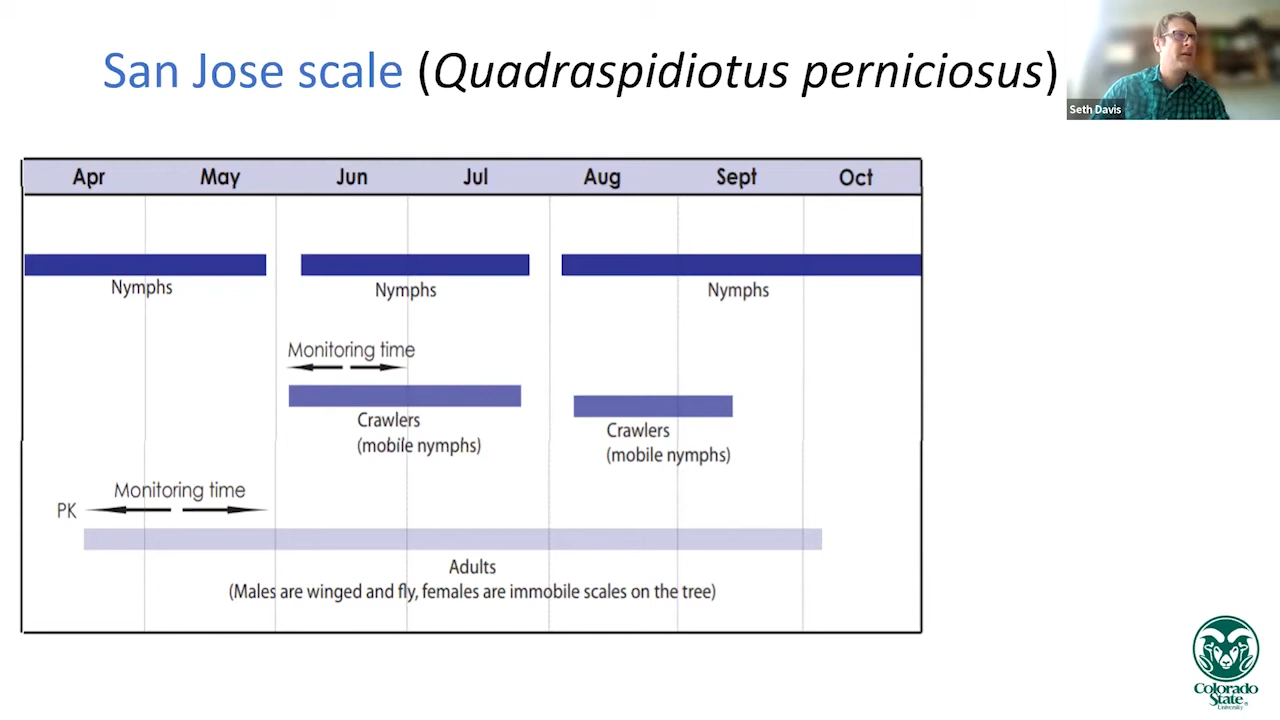 San Jose scale (Quadraspidiotus perniciosus)
Seth Davis
Apr May Jun Jul Aug Sept Oct
Nymphs Nymphs Nymphs
Monitoring time
Crawlers
(mobile nymphs)
Crawlers
(mobile nymphs)
Monitoring time
PK
Adults
(Males are winged and fly, females are immobile scales on the tree)
Colorado
State
University